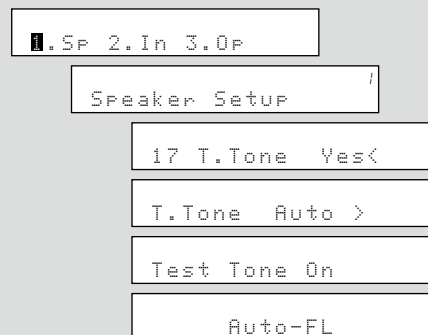 1.Sp 2.In 3.Op
1
Speaker Setup
17 T.Tone Yes<
T.Tone Auto >
Test Tone On
Auto-FL